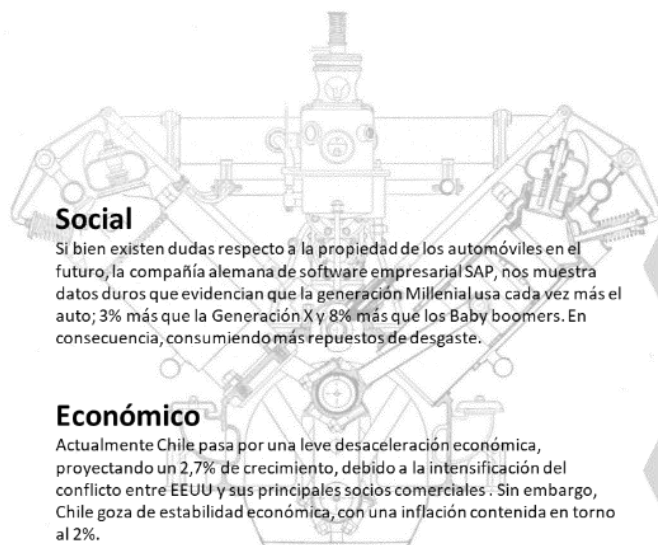 Social
Si bien existen dudas respecto a la propiedad de los automóviles en el
futuro, la compañía alemana de software empresarial SAP, nos muestra
datos duros que evidencian que la generación Millenial usa cada vez más el
auto; 3% más que la Generación X y 8% más que los Baby boomers. En
consecuencia, consumiendo más repuestos de desgaste.
Económico
Actualmente Chile pasa por una leve desaceleración económica,
proyectando un 2,7% de crecimiento, debido a la intensificación del
conflicto entre EEUU y sus principales socios comerciales . Sin embargo,
Chile goza de estabilidad económica, con una inflación contenida en torno
al 2%.